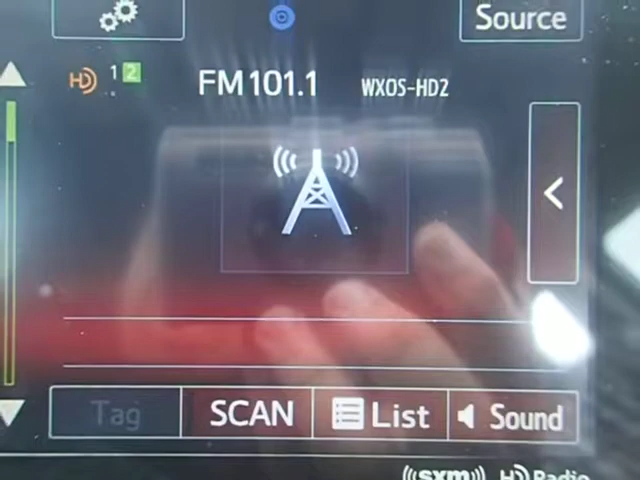 Source
HD 1 2
FM 101.1 WXOS-HD2
Tag SCAN List Sound
((sxm)) HD Radio